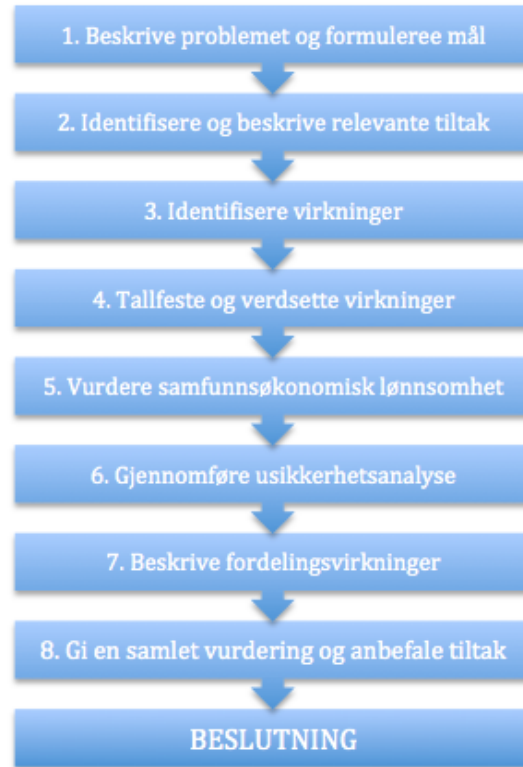 1. Beskrive problemet og formuleree mål
2. Identifisere og beskrive relevante tiltak
3. Identifisere virkninger
4. Tallfeste og verdsette virkninger
5. Vurdere samfunnsøkonomisk lønnsomhet
6. Gjennomføre usikkerhetsanalyse
7. Beskrive fordelingsvirkninger
8. Gi en samlet vurdering og anbefale tiltak
BESLUTNING